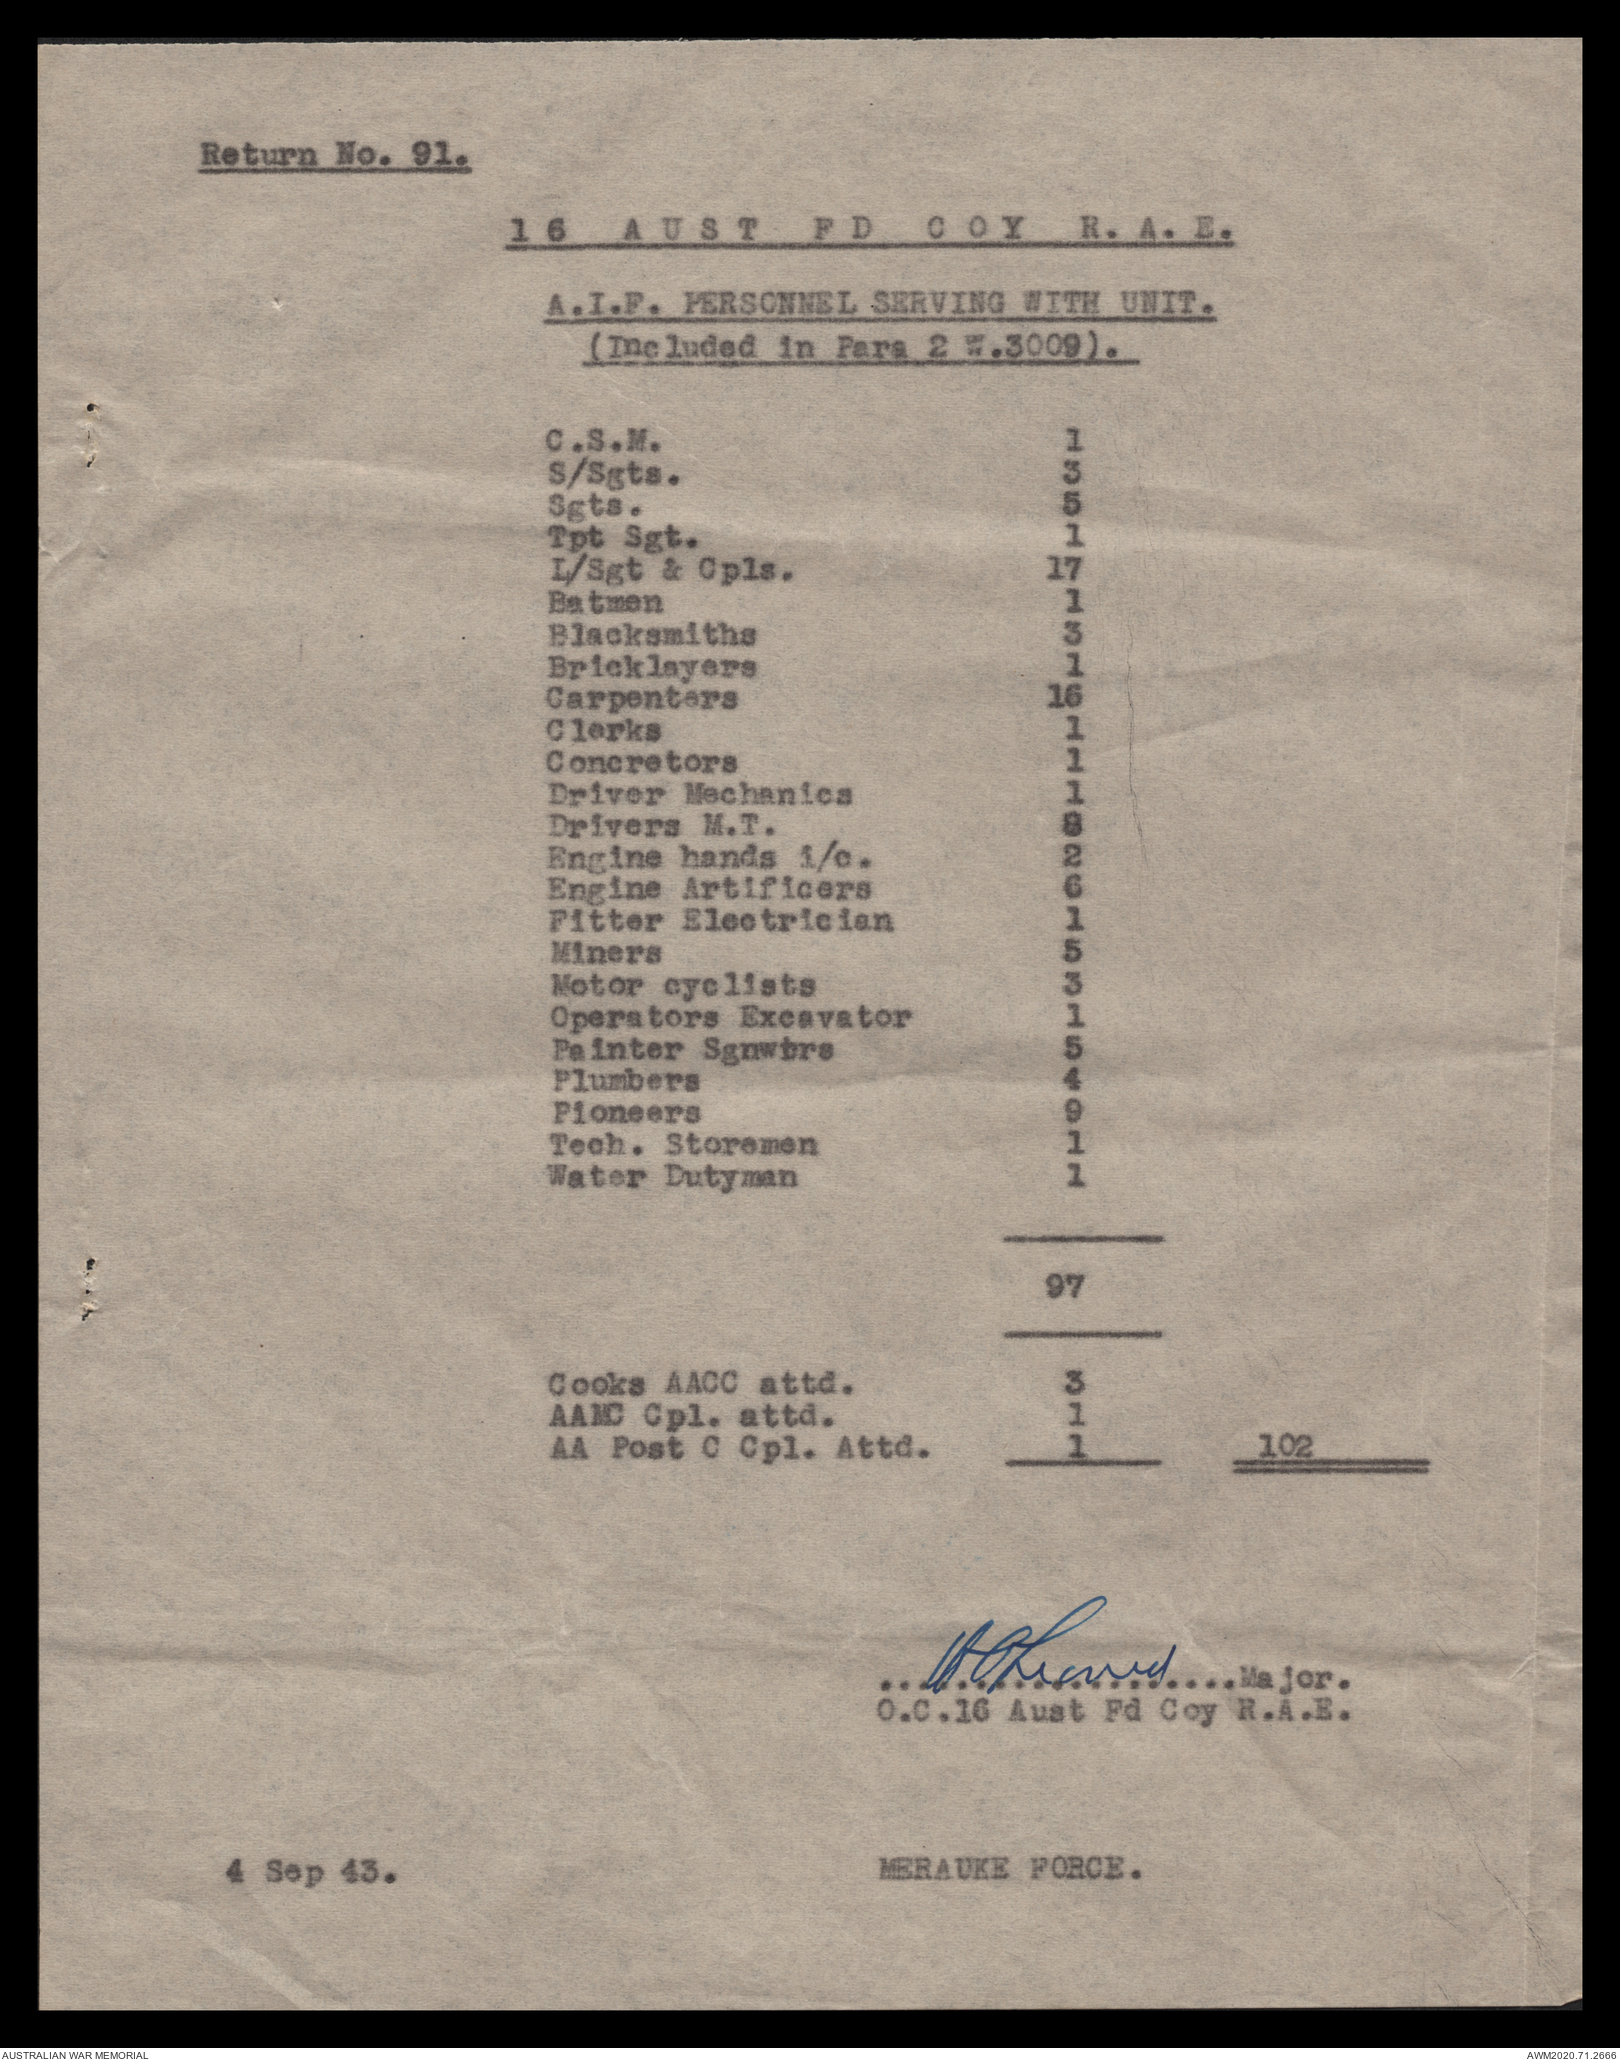 Return No. 91.
16 AUST FD COY R.A.E.
A.I.F. PERSONNEL SERVING WITH UNIT.
(Included in Para 2 W.3009).
C.S.M. 1
S/Sgts. 3
Sgts. 5
Tpt Sgt. 1
L/Sgt & Cpls. 17
Batmen 1
Blacksmiths 3
Bricklayers 1
Carpenters 16
Clerks 1
Concretors 1
Driver Mechanics 1
Drivers M.T. 8
Engine hands i/c. 2
Engine Artificers 6
Fitter Electrician 1
Miners 5
Motor cyclists 3
Operators Excavator 1
Painter Sgnwtrs 5
Plumbers 4
Pioneers 9
Tech. Storemen 1
Water Dutyman 1
97
Cooks AACC attd. 3
AAMC Cpl. attd. 1
AA Post C Cpl. Attd. 1 102
Major.
O.C.16 Aust Fd Coy R.A.E.
4 Sep 43. MERAUKE FORCE.
AUSTRALIAN WAR MEMORIAL AWM2020.71.2666